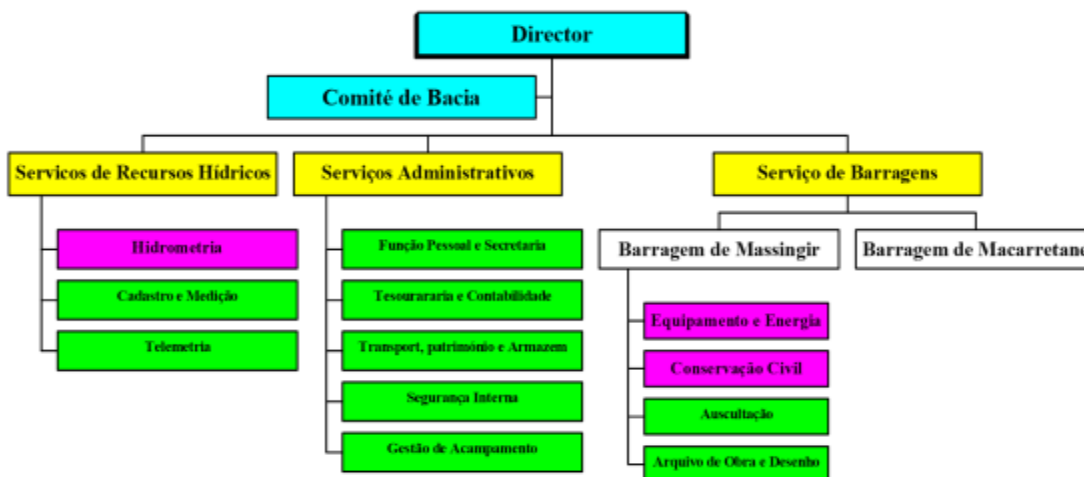 Director
Comité de Bacia
Servicos de Recursos Hídricos
Serviços Administrativos
Serviço de Barragens
Hidrometria
Cadastro e Medição
Telemetria
Função Pessoal e Secretaria
Tesourararia e Contabilidade
Transport, património e Armazem
Segurança Interna
Gestão de Acampamento
Barragem de Massingir
Barragem de Macarretane
Equipamento e Energia
Conservação Civil
Auscultação
Arquivo de Obra e Desenho